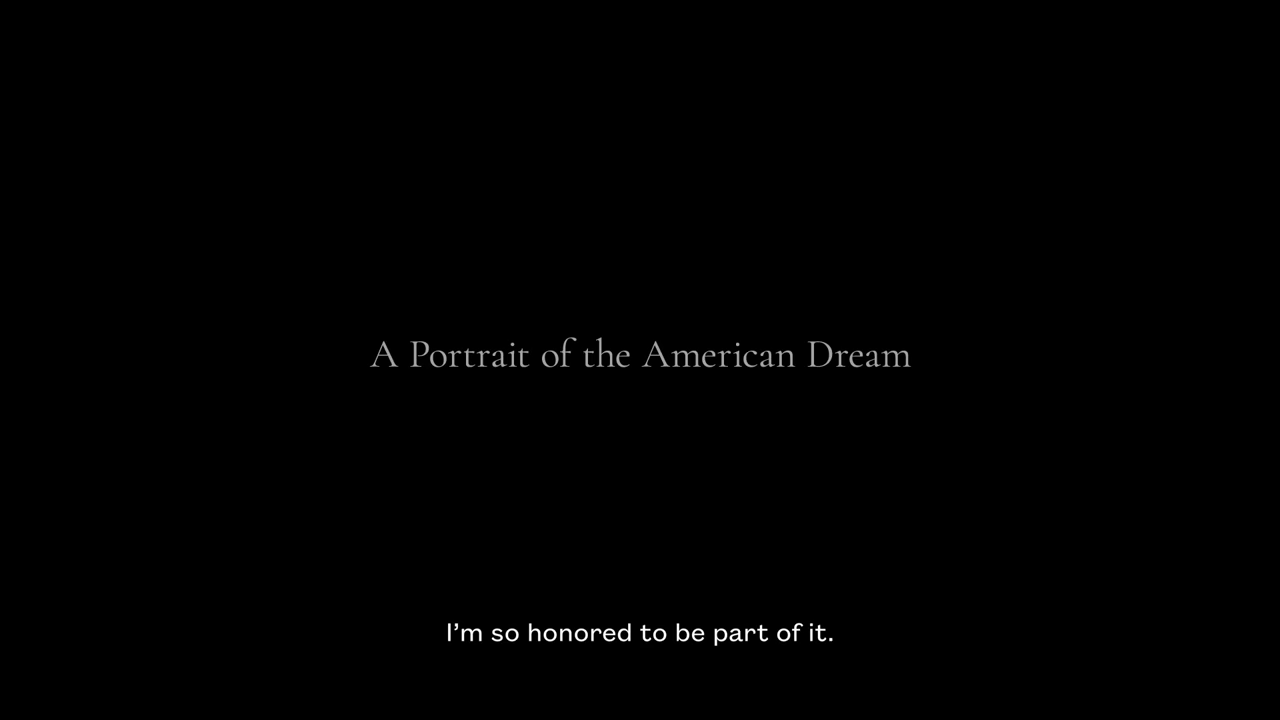 A Portrait of the American Dream
I’m so honored to be part of it.